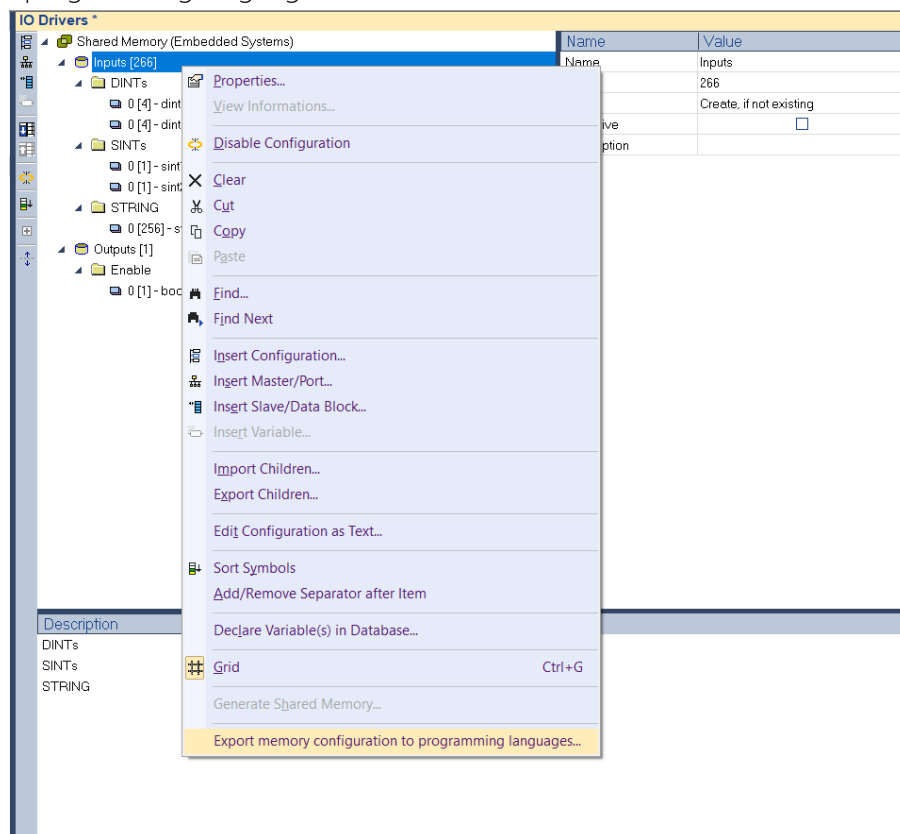 IO Drivers *
Shared Memory (Embedded Systems)
Inputs [266]
DINTs
0 [4] - dint
0 [4] - dint
SINTs
0 [1] - sint
0 [1] - sint2
STRING
0 [256] - s
Outputs [1]
Enable
0 [1] - boo
Name Value
Name Inputs
266
Create, if not existing
ive
ption
Properties...
View Informations...
Disable Configuration
Clear
Cut
Copy
Paste
Find...
Find Next
Insert Configuration...
Insert Master/Port...
Insert Slave/Data Block...
Insert Variable...
Import Children...
Export Children...
Edit Configuration as Text...
Sort Symbols
Add/Remove Separator after Item
Declare Variable(s) in Database...
Grid Ctrl+G
Generate Shared Memory...
Export memory configuration to programming languages...
Description
DINTs
SINTs
STRING